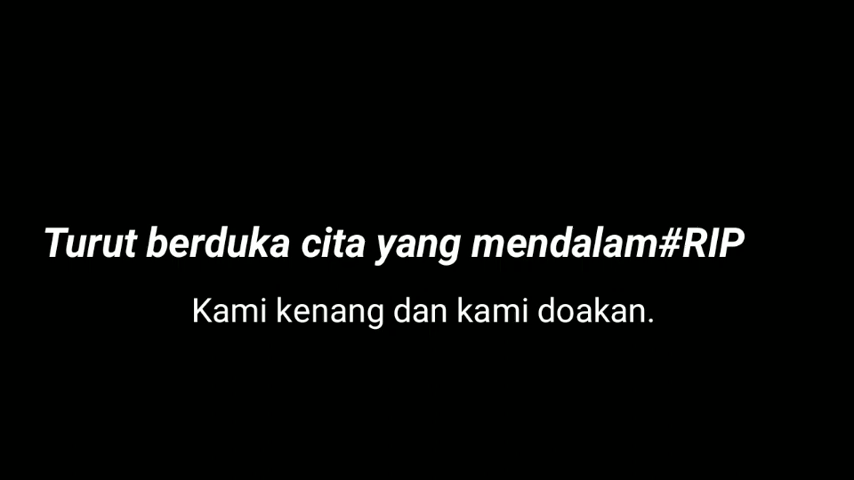 Turut berduka cita yang mendalam#RIP
Kami kenang dan kami doakan.